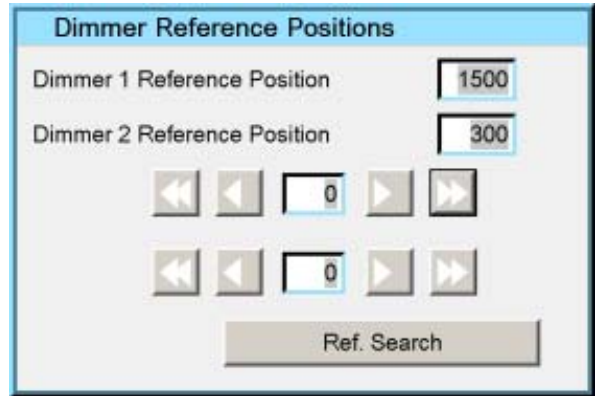 Dimmer Reference Positions
Dimmer 1 Reference Position 1500
Dimmer 2 Reference Position 300
0
0
Ref. Search